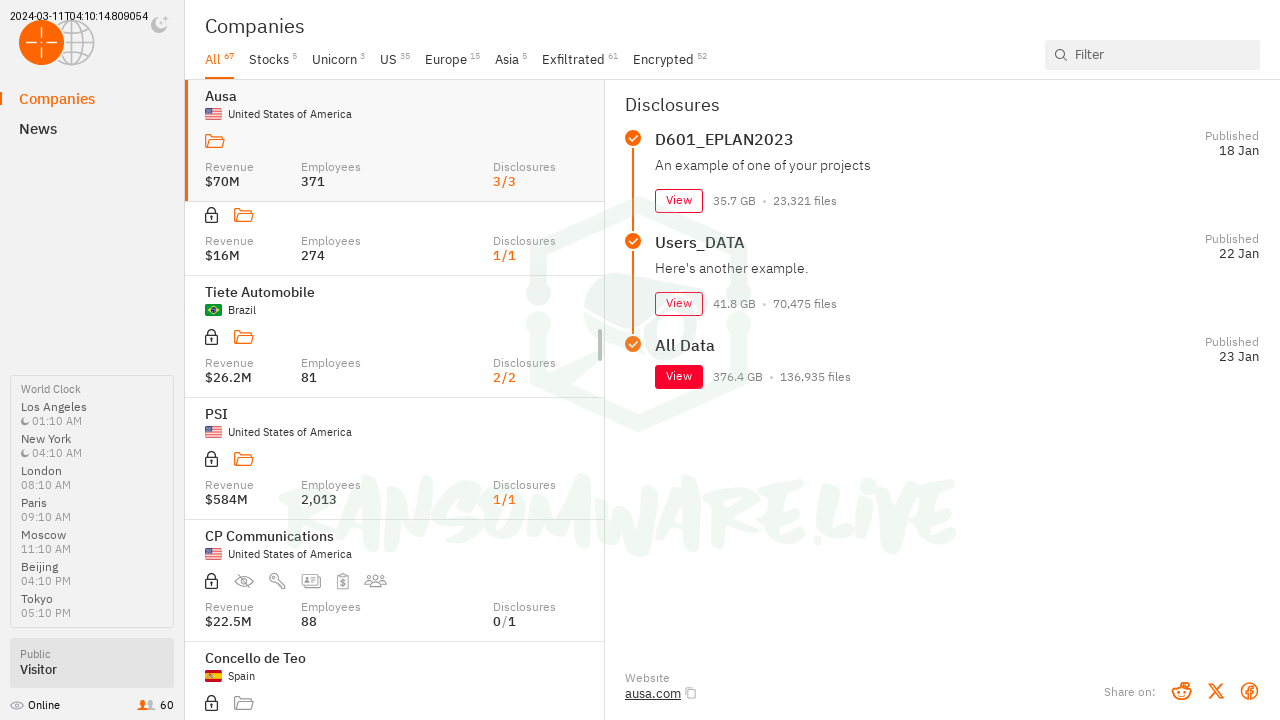 2024-03-11T04:10:14.809054
Companies
News
World Clock
Los Angeles
01:10 AM
New York
04:10 AM
London
08:10 AM
Paris
09:10 AM
Moscow
11:10 AM
Beijing
04:10 PM
Tokyo
05:10 PM
Public
Visitor
Online 60
Companies
All 67 Stocks 5 Unicorn 3 US 35 Europe 15 Asia 5 Exfiltrated 61 Encrypted 52
Filter
Ausa
United States of America
Revenue Employees Disclosures
$70M 371 3/3
Revenue Employees Disclosures
$16M 274 1/1
Tiete Automobile
Brazil
Revenue Employees Disclosures
$26.2M 81 2/2
PSI
United States of America
Revenue Employees Disclosures
$584M 2,013 1/1
CP Communications
United States of America
Revenue Employees Disclosures
$22.5M 88 0/1
Concello de Teo
Spain
Disclosures
D601_EPLAN2023
Published
18 Jan
An example of one of your projects
View 35.7 GB • 23,321 files
Users_DATA
Published
22 Jan
Here's another example.
View 41.8 GB • 70,475 files
All Data
Published
23 Jan
View 376.4 GB • 136,935 files
RANSOMWARE.LIVE
Website
ausa.com
Share on: